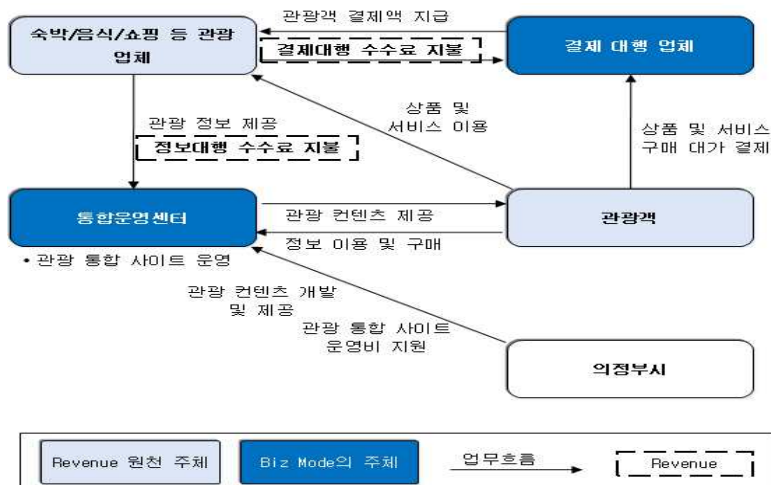 관광객 결제액 지급
숙박/음식/쇼핑 등 관광
업체
결제대행 수수료 지불
결제 대행 업체
상품 및
서비스 이용
관광 정보 제공
정보대행 수수료 지불
상품 및 서비스
구매 대가 결제
통합운영센터
관광 컨텐츠 제공
관광객
정보 이용 및 구매
• 관광 통합 사이트 운영
관광 컨텐츠 개발
및 제공
관광 통합 사이트
운영비 지원
의정부시
Revenue 원천 주체
Biz Mode의 주체
업무흐름
Revenue